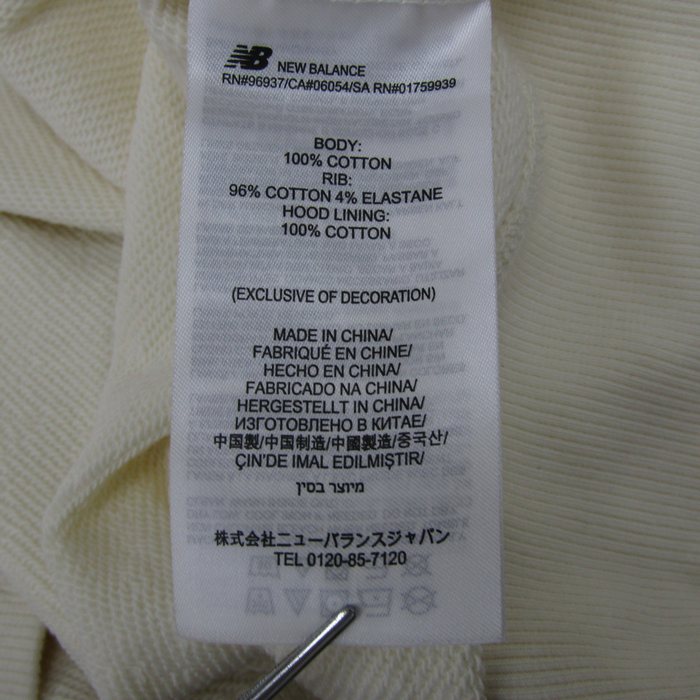 NB NEW BALANCE
RN#96937/CA#06054/SA RN#01759939
BODY:
100% COTTON
RIB:
96% COTTON 4% ELASTANE
HOOD LINING:
100% COTTON
(EXCLUSIVE OF DECORATION)
MADE IN CHINA/
FABRIQUÉ EN CHINE/
HECHO EN CHINA/
FABRICADO NA CHINA/
HERGESTELLT IN CHINA/
ИЗГОТОВЛЕНО В КИТАЕ/
中国製/中国制造/中國製造/중국산/
ÇIN'DE IMAL EDILMIŞTIR/
מיוצר בסין
株式会社ニューバランスジャパン
TEL 0120-85-7120